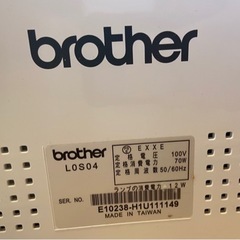 brother
brother
L0S04
EXXE
定格電圧 100V
定格消費電力 70W
定格周波数 50/60Hz
ランプの消費電力 12W
SERIAL NO.
E10238-H1U111149
MADE IN TAIWAN